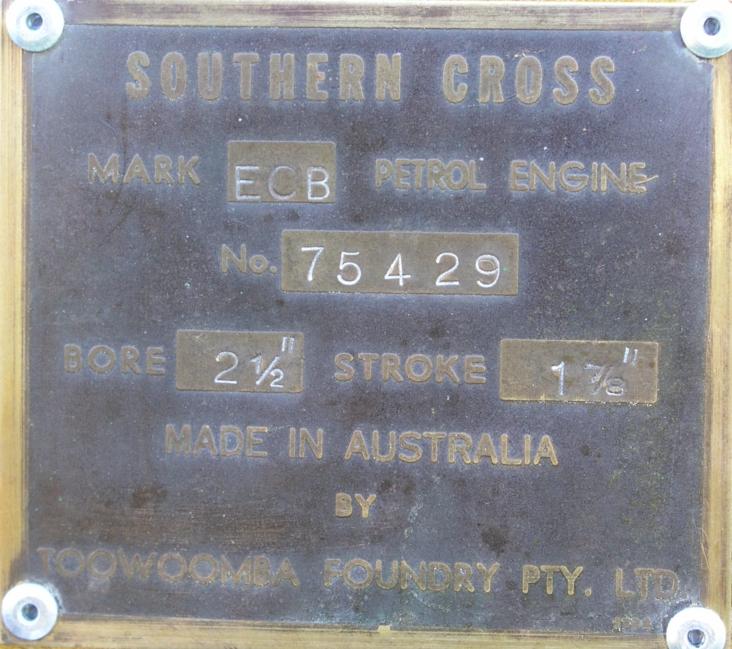 SOUTHERN CROSS
MARK ECB PETROL ENGINE
No. 75429
BORE 2½" STROKE 1⅞"
MADE IN AUSTRALIA
BY
TOOWOOMBA FOUNDRY PTY. LTD